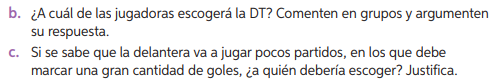 b. ¿A cuál de las jugadoras escogerá la DT? Comenten en grupos y argumenten
su respuesta.
c. Si se sabe que la delantera va a jugar pocos partidos, en los que debe
marcar una gran cantidad de goles, ¿a quién debería escoger? Justifica.